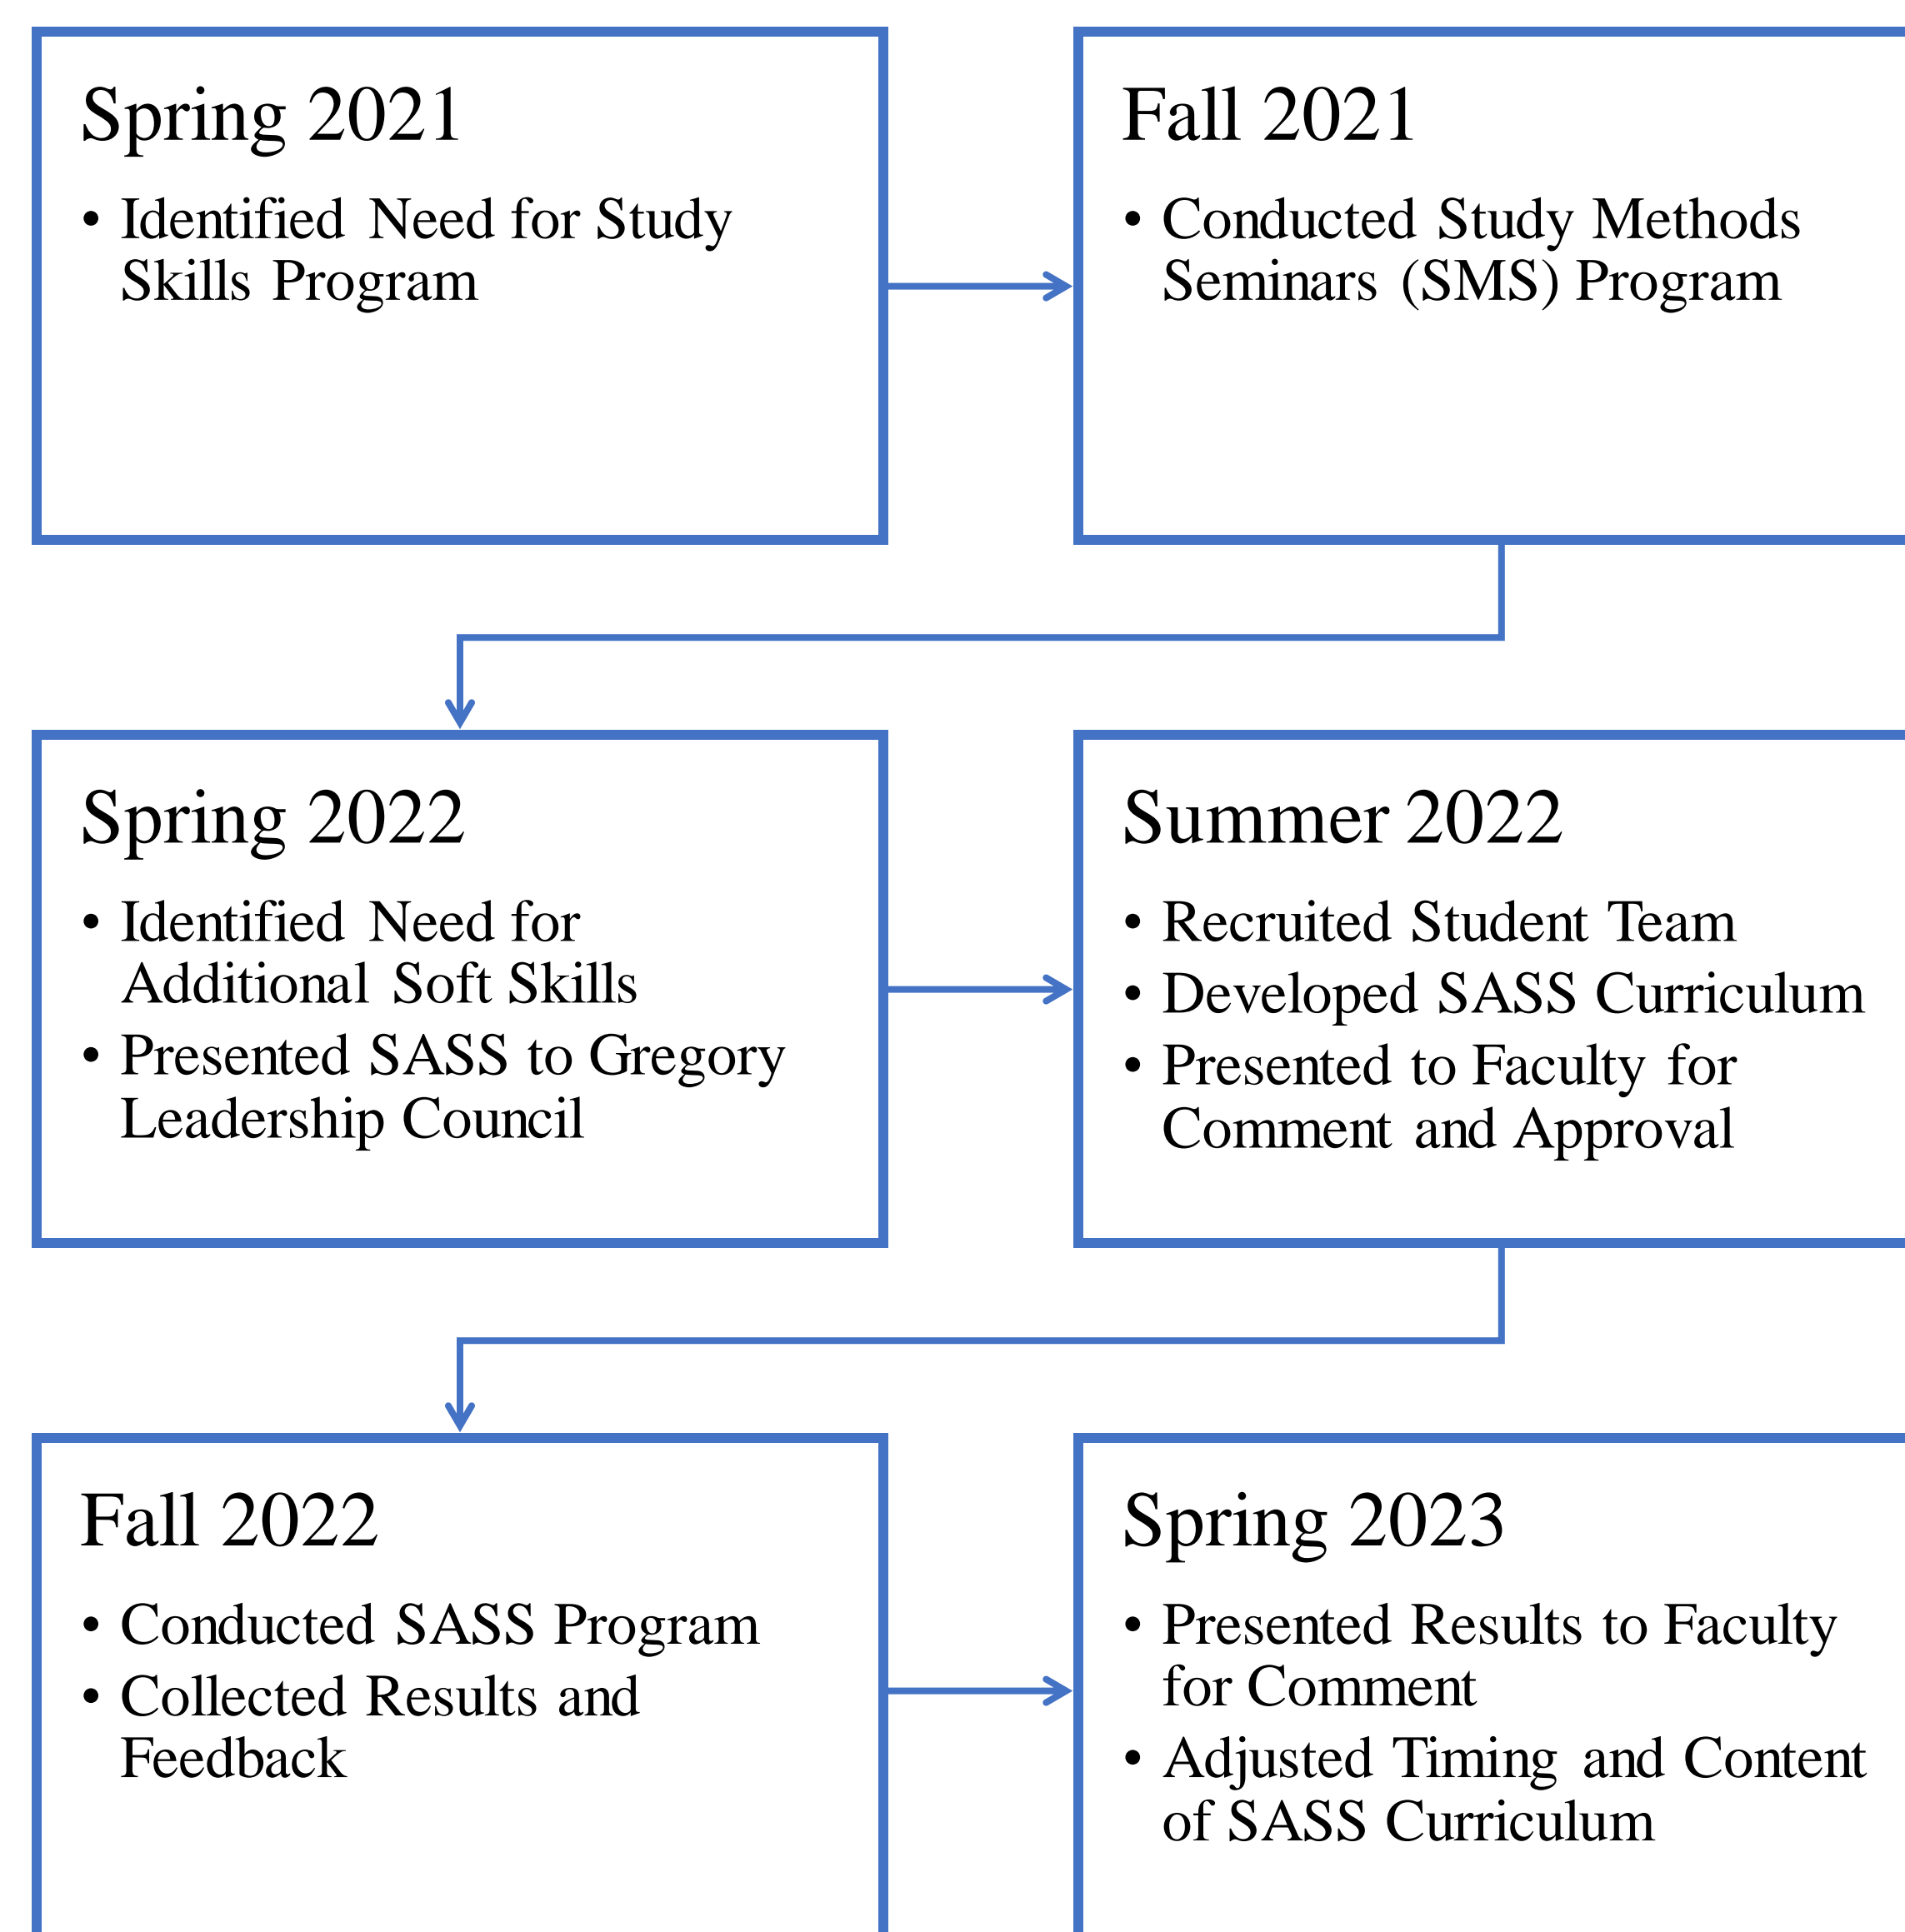 Spring 2021
• Identified Need for Study
Skills Program
Fall 2021
• Conducted Study Methods
Seminars (SMS) Program
Spring 2022
• Identified Need for
Additional Soft Skills
• Presented SASS to Gregory
Leadership Council
Summer 2022
• Recruited Student Team
• Developed SASS Curriculum
• Presented to Faculty for
Comment and Approval
Fall 2022
• Conducted SASS Program
• Collected Results and
Feedback
Spring 2023
• Presented Results to Faculty
for Comment
• Adjusted Timing and Content
of SASS Curriculum